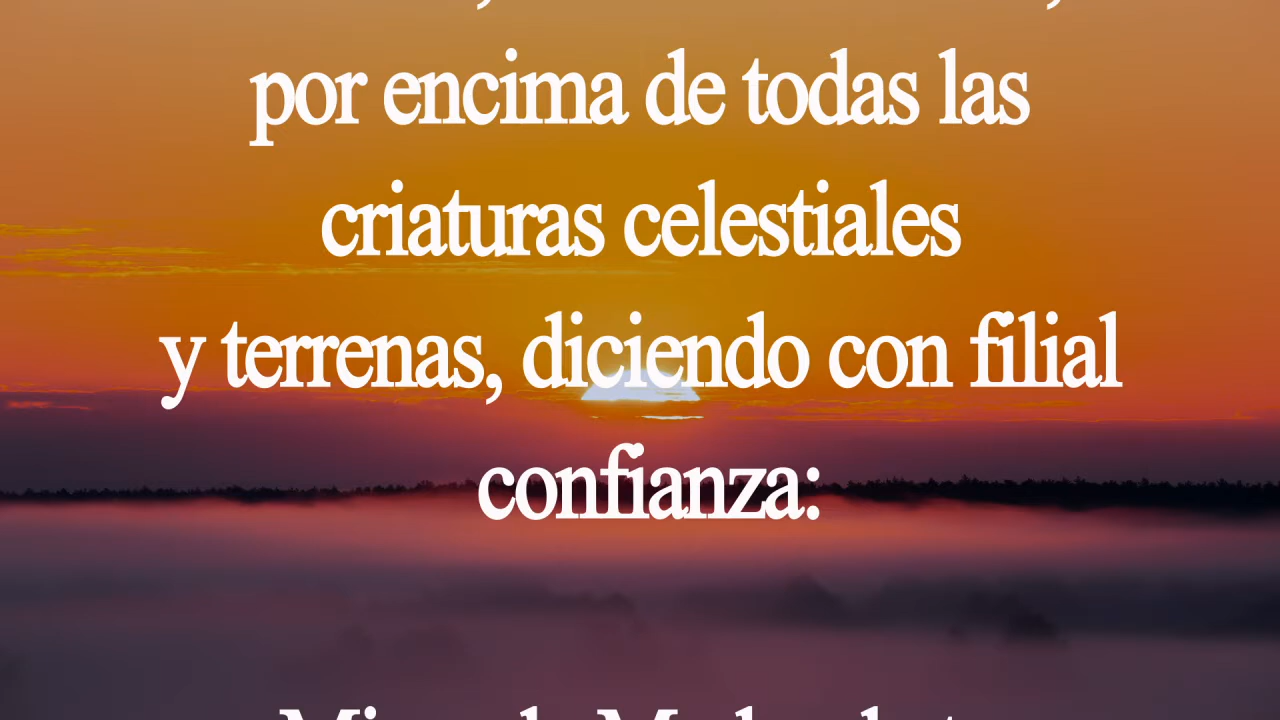 por encima de todas las
criaturas celestiales
y terrenas, diciendo con filial
confianza: